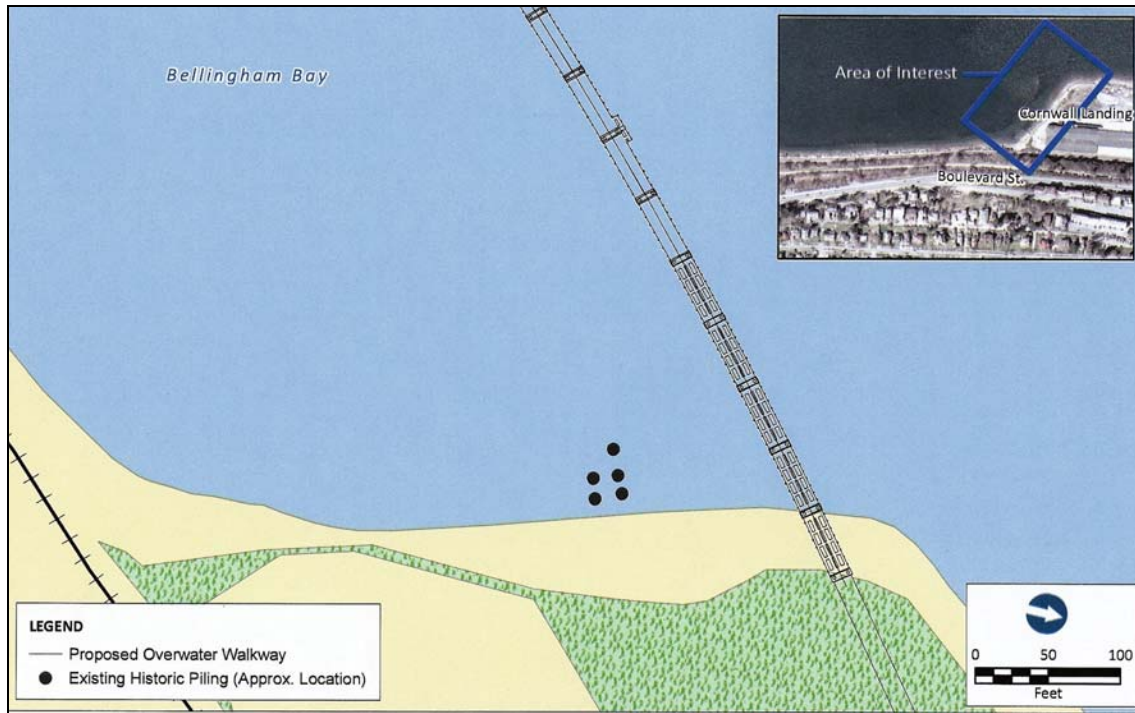 Bellingham Bay
Area of Interest
Cornwall Landing
Boulevard St.
LEGEND
Proposed Overwater Walkway
Existing Historic Piling (Approx. Location)
0 50 100
Feet